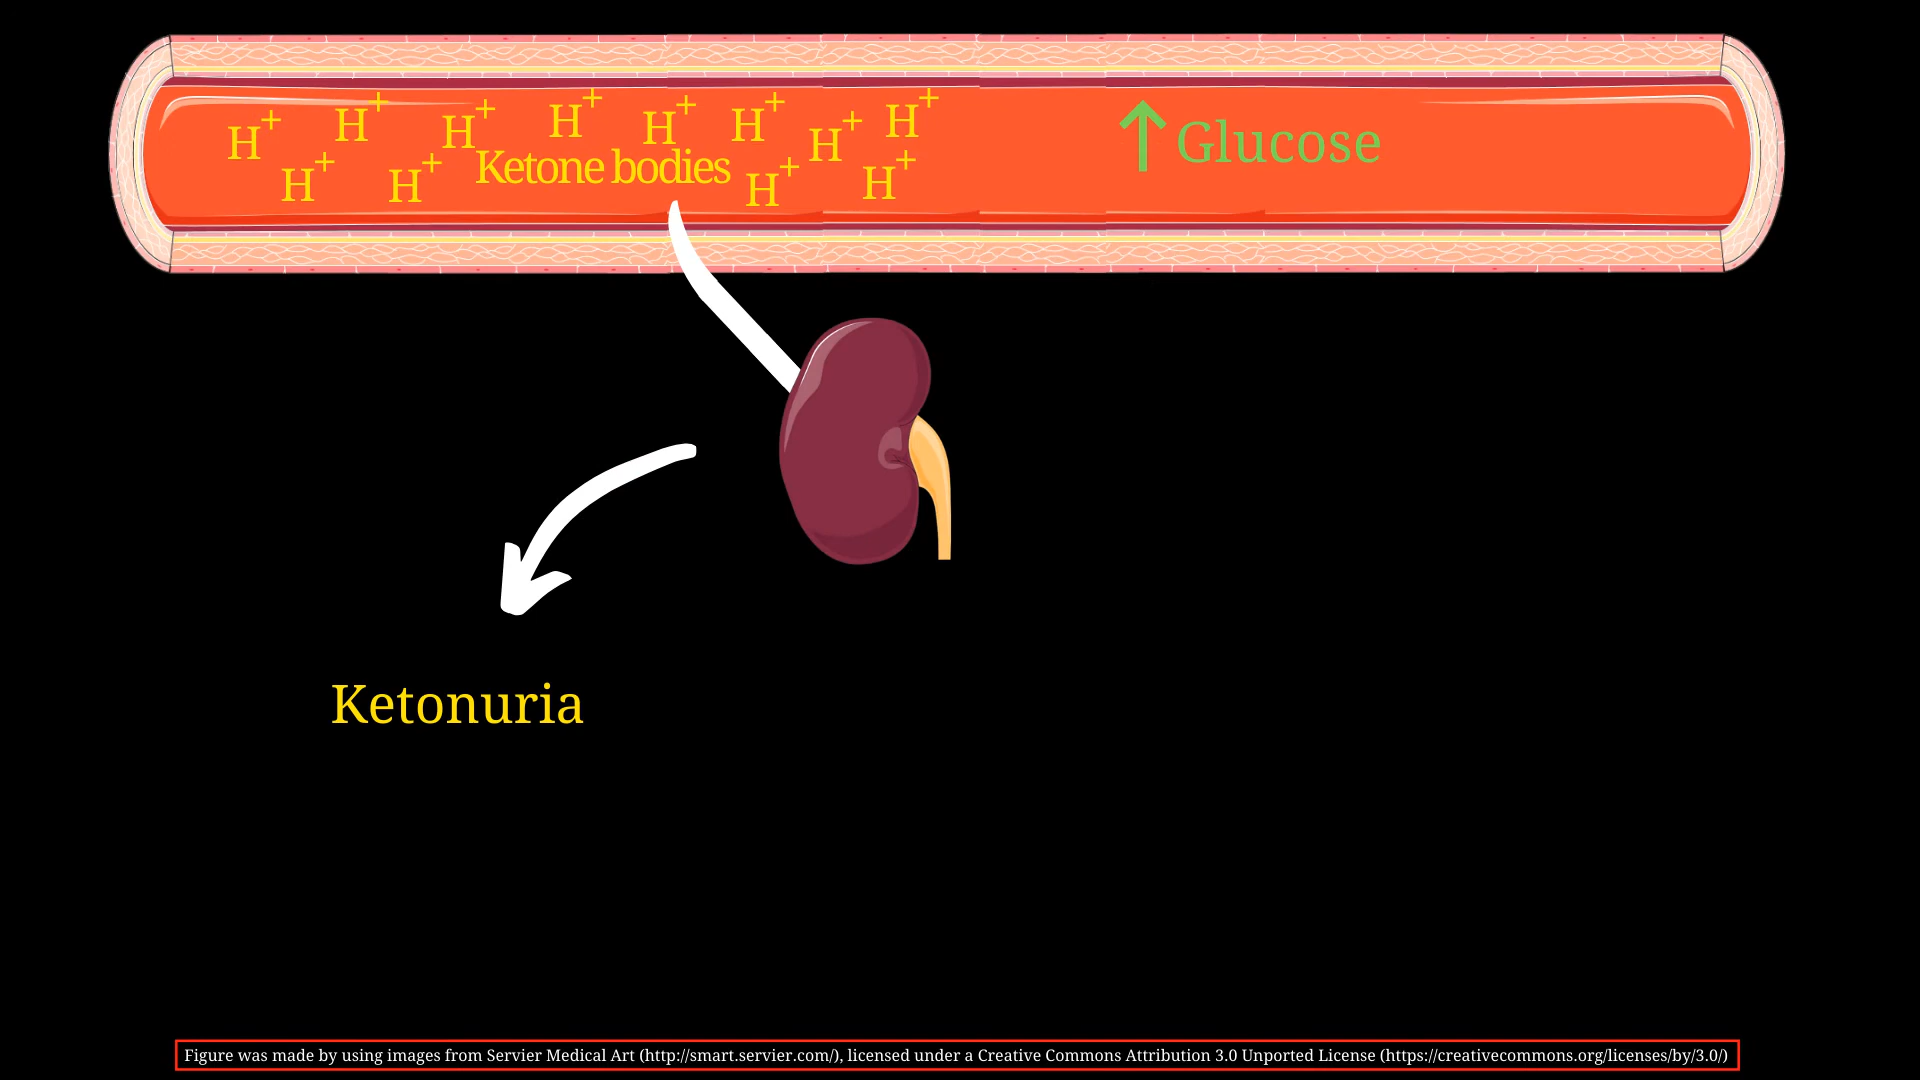 H+ H+ H+ H+ H+ H+ H+ H+
Ketone bodies
H+ H+ H+ H+
↑ Glucose
Ketonuria
Figure was made by using images from Servier Medical Art (http://smart.servier.com/), licensed under a Creative Commons Attribution 3.0 Unported License (https://creativecommons.org/licenses/by/3.0/)